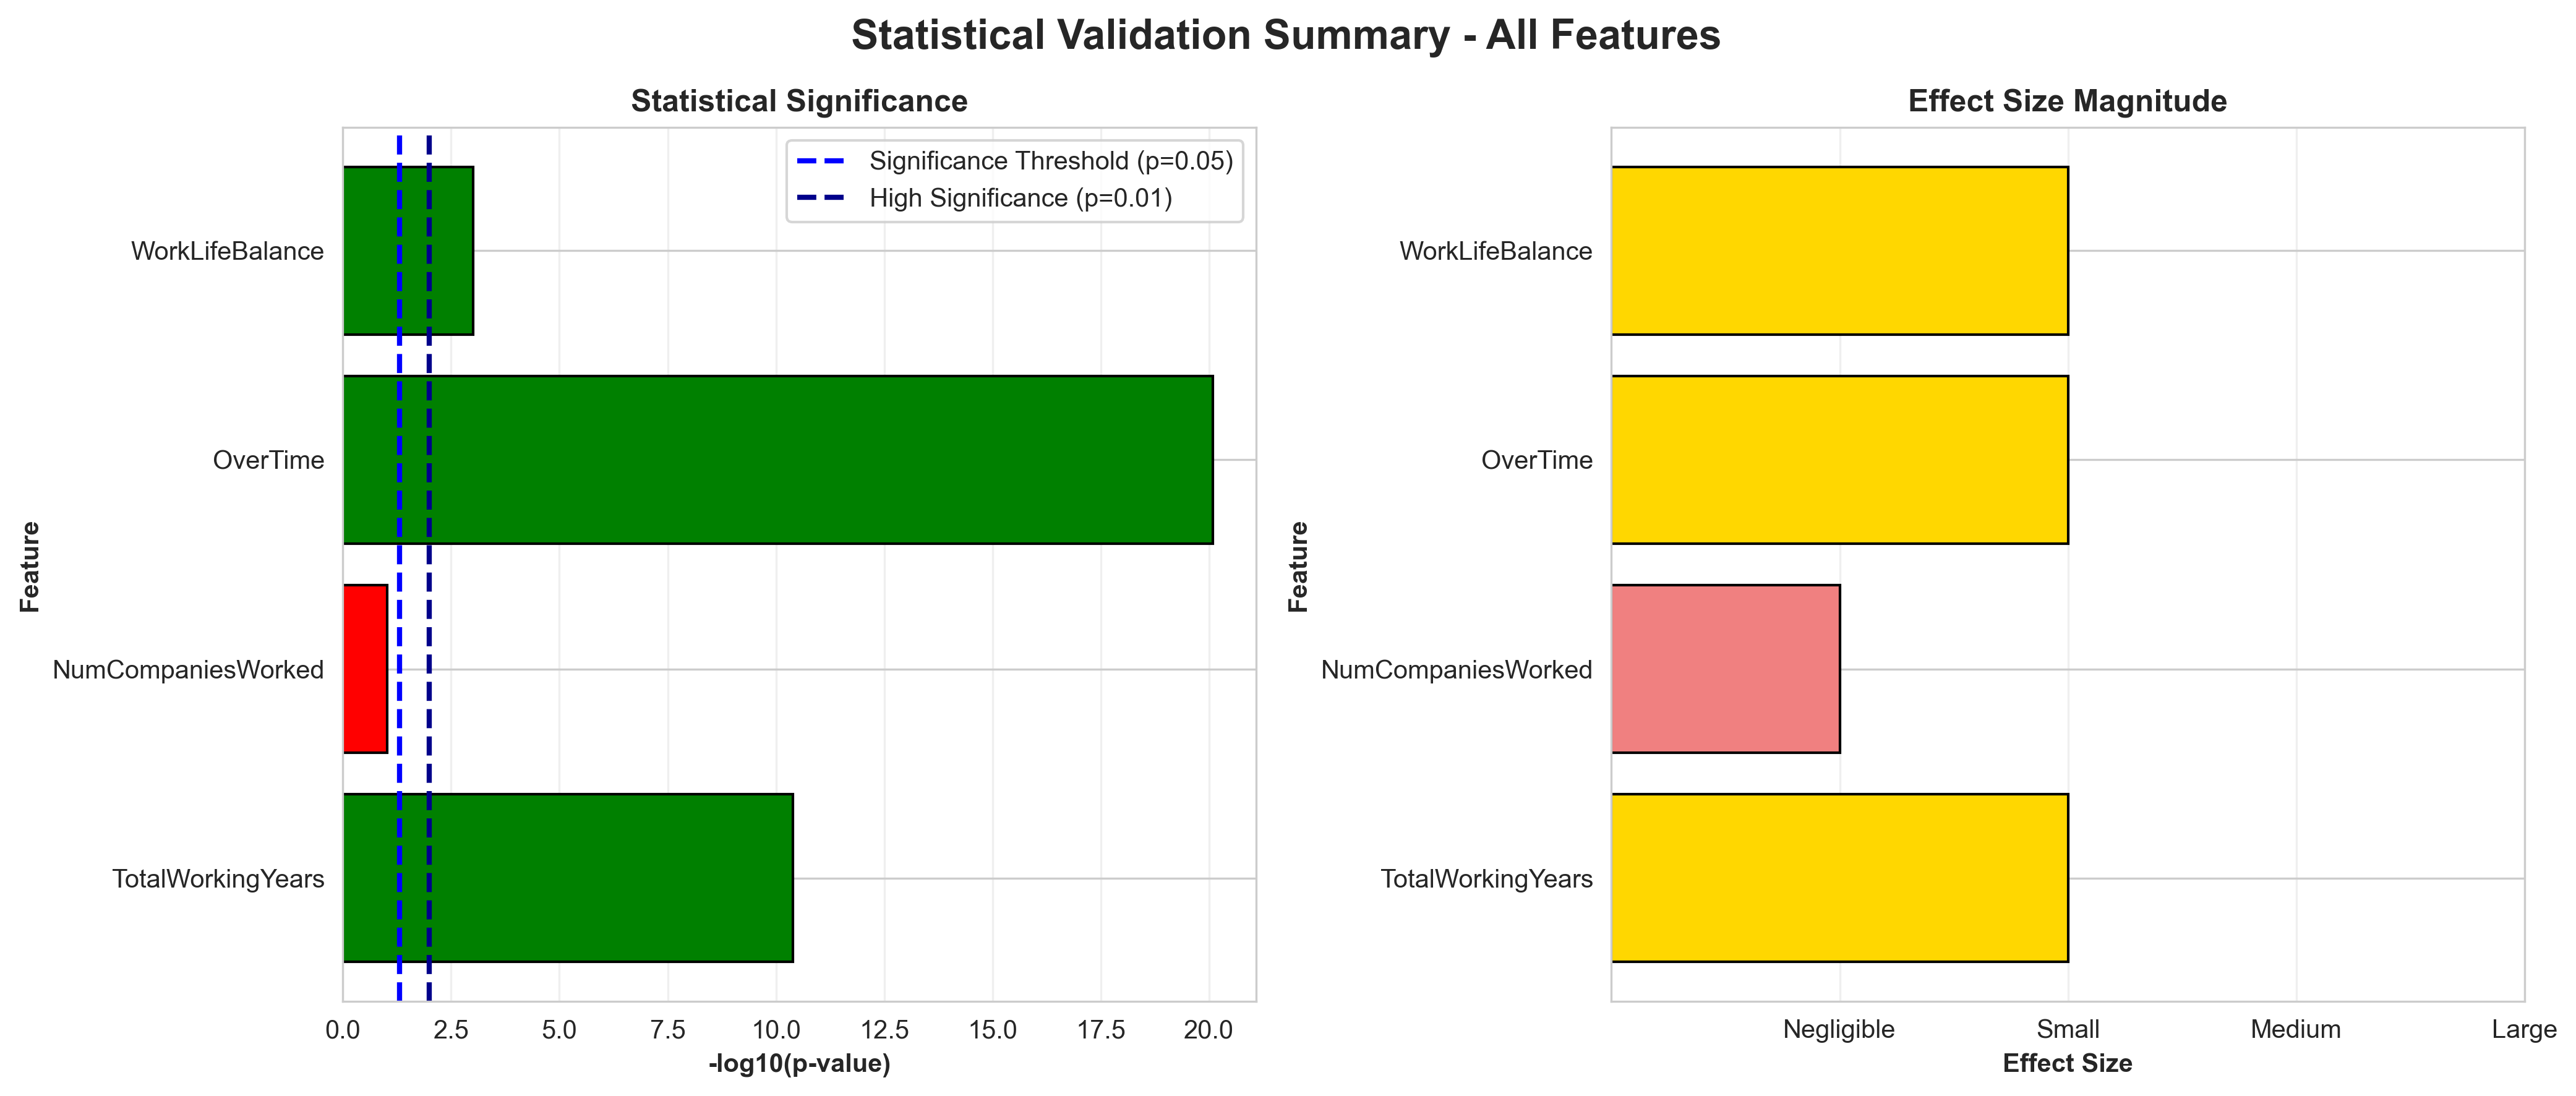 Statistical Validation Summary - All Features
Statistical Significance
Significance Threshold (p=0.05)
High Significance (p=0.01)
WorkLifeBalance
OverTime
NumCompaniesWorked
TotalWorkingYears
Feature
0.0 2.5 5.0 7.5 10.0 12.5 15.0 17.5 20.0
-log10(p-value)
Effect Size Magnitude
WorkLifeBalance
OverTime
NumCompaniesWorked
TotalWorkingYears
Feature
Negligible Small Medium Large
Effect Size